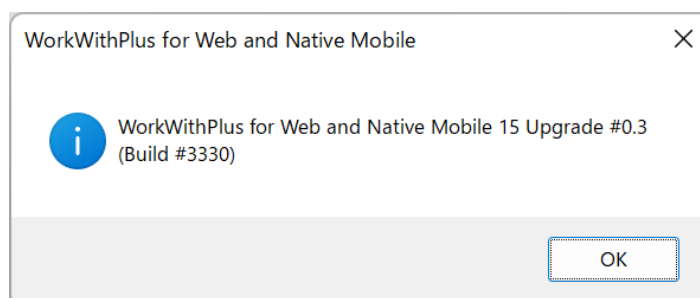 WorkWithPlus for Web and Native Mobile
WorkWithPlus for Web and Native Mobile 15 Upgrade #0.3
(Build #3330)
OK